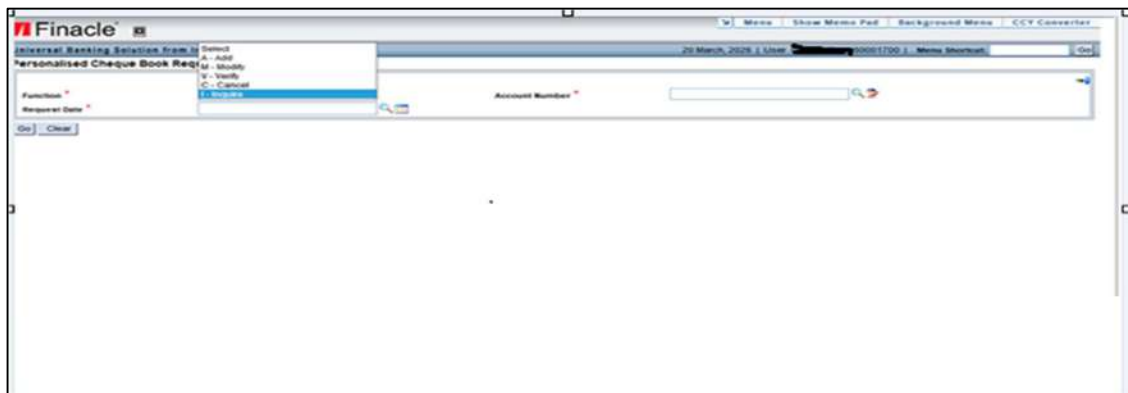 Menu | Show Memo Pad | Background Menu | CCY Converter
Finacle
Universal Banking Solution from
20 March, 2026 | User 00001700 | Menu Shortcut: Go
Personalised Cheque Book Req
Select
A - Add
M - Modify
V - Verify
C - Cancel
I - Inquire
Function *
Account Number *
Request Date *
Go Clear